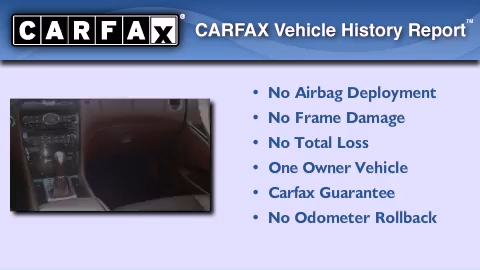 CARFAX® CARFAX Vehicle History Report™
• No Airbag Deployment
• No Frame Damage
• No Total Loss
• One Owner Vehicle
• Carfax Guarantee
• No Odometer Rollback